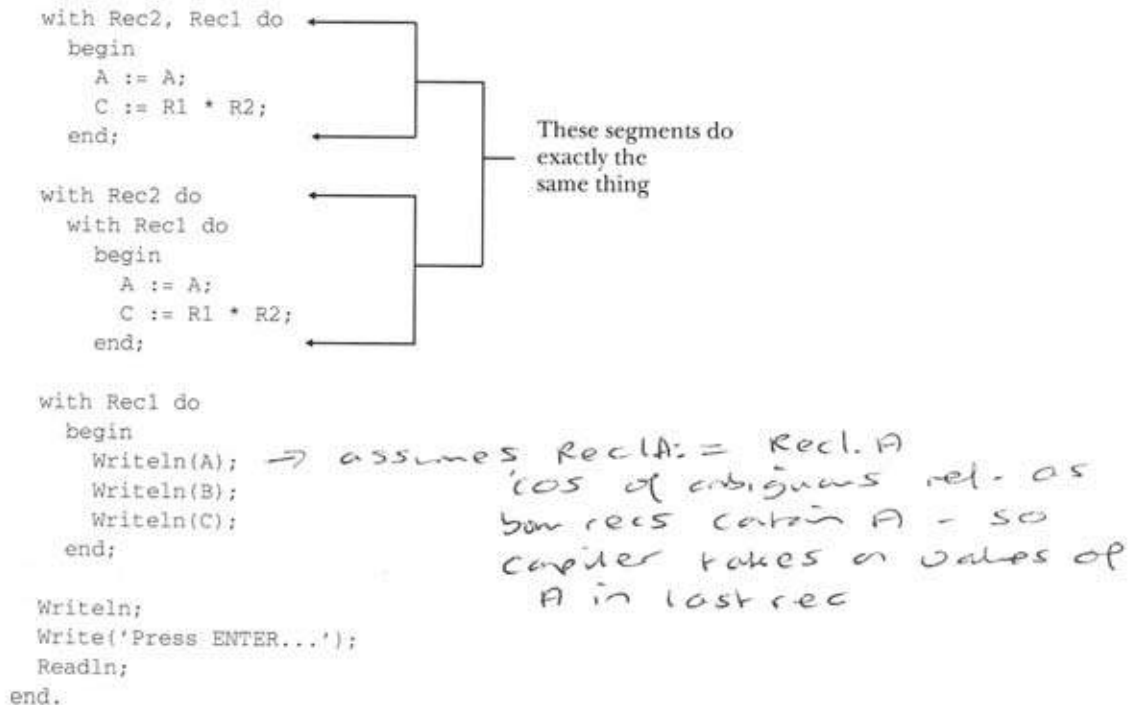 with Rec2, Rec1 do
begin
A := A;
C := R1 * R2;
end;
These segments do
exactly the
same thing
with Rec2 do
with Rec1 do
begin
A := A;
C := R1 * R2;
end;
with Rec1 do
begin
Writeln(A); → assumes Rec1A: = Rec1.A
Writeln(B); 'cos of ambiguous rel. as
Writeln(C); both recs contain A - so
end; compiler takes on values of
A in last rec
Writeln;
Write('Press ENTER...');
Readln;
end.